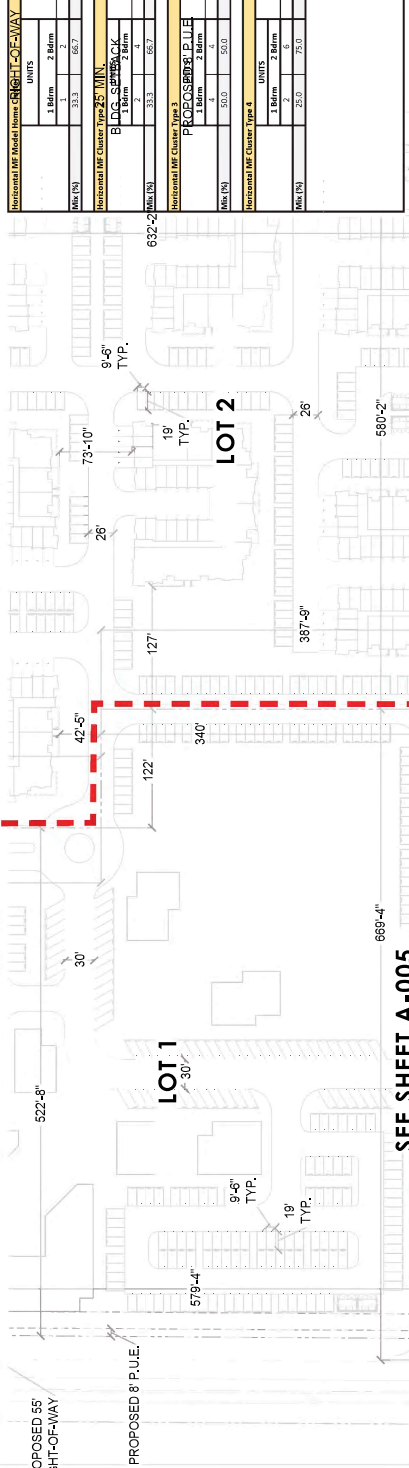 Horizontal MF Model Home C
RIGHT-OF-WAY
UNITS
1 Bdrm 2 Bdrm
1 2
Mix (%) 33.3 66.7
Horizontal MF Cluster Type 2
25' MIN.
BLDG SETBACK
1 Bdrm 2 Bdrm
2 4
Mix (%) 33.3 66.7
Horizontal MF Cluster Type 3
PROPOSED 8' P.U.E.
1 Bdrm 2 Bdrm
4 4
Mix (%) 50.0 50.0
Horizontal MF Cluster Type 4
UNITS
1 Bdrm 2 Bdrm
2 6
Mix (%) 25.0 75.0
632'-2"
9'-6"
TYP.
19'
TYP.
73'-10"
26'
LOT 2
26'
580'-2"
127'
387'-9"
42'-5"
340'
122'
30'
669'-4"
522'-8"
LOT 1
30'
SEE SHEET A-005
9'-6"
TYP.
19'
TYP.
579'-4"
OPOSED 55'
GHT-OF-WAY
PROPOSED 8' P.U.E.